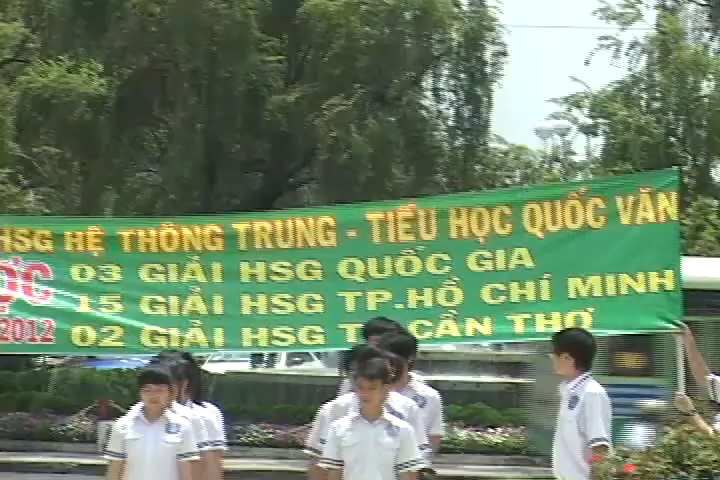 HSG HỆ THỐNG TRUNG - TIỂU HỌC QUỐC VĂN
03 GIẢI HSG QUỐC GIA
15 GIẢI HSG TP.HỒ CHÍ MINH
2012 02 GIẢI HSG TP.CẦN THƠ